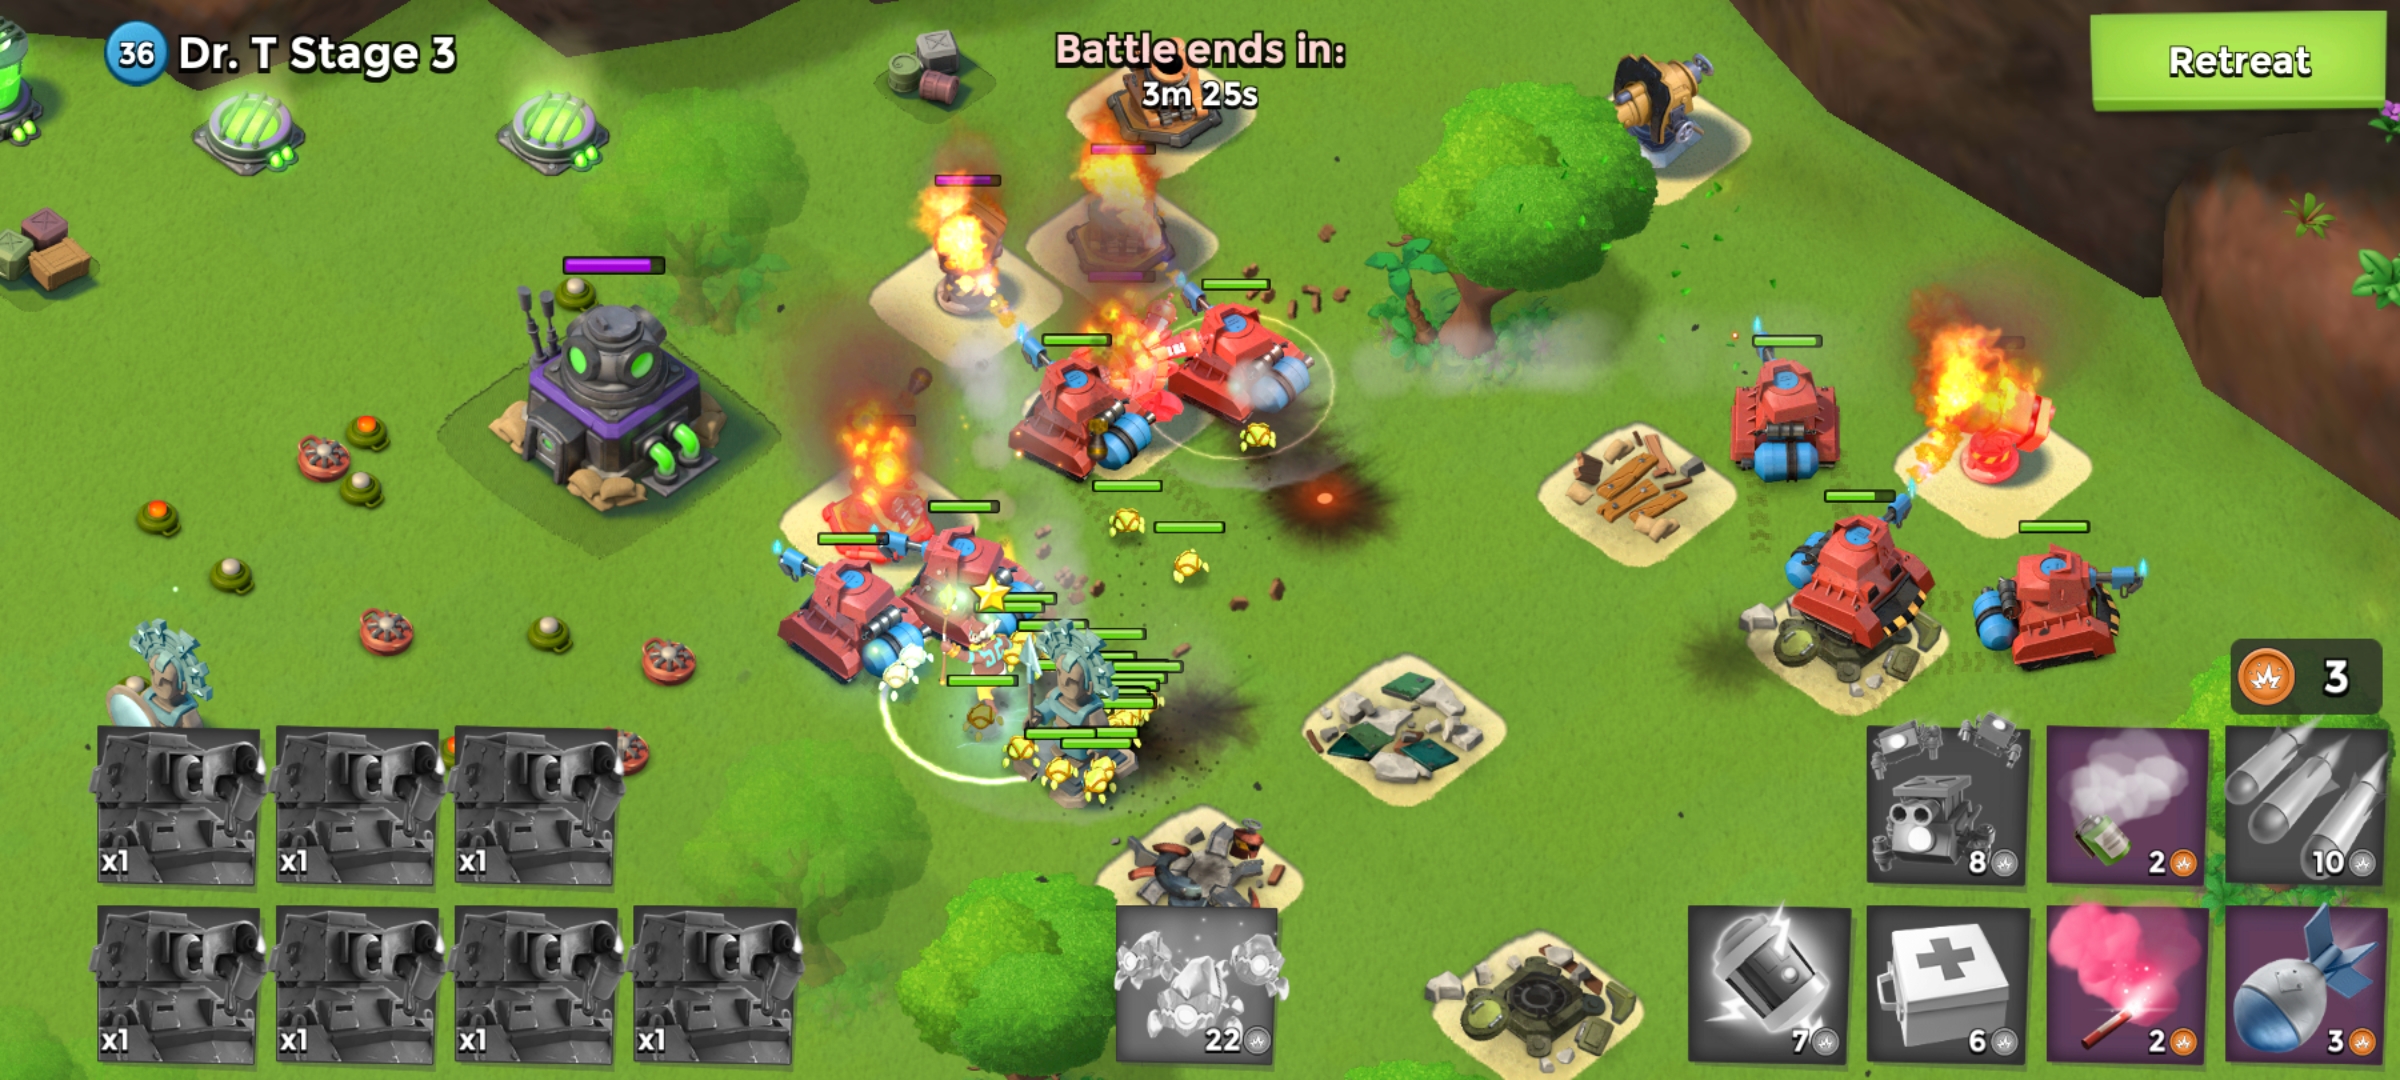 36 Dr. T Stage 3
Battle ends in:
3m 25s
Retreat
3
x1 x1 x1
8 2 10
x1 x1 x1 x1
22
7 6 2 3